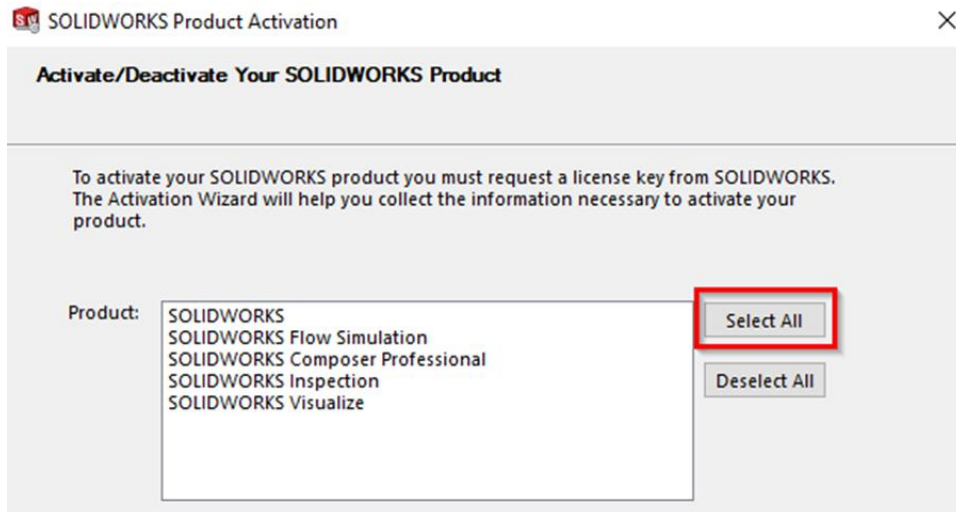 SOLIDWORKS Product Activation
Activate/Deactivate Your SOLIDWORKS Product
To activate your SOLIDWORKS product you must request a license key from SOLIDWORKS.
The Activation Wizard will help you collect the information necessary to activate your
product.
Product:
SOLIDWORKS
SOLIDWORKS Flow Simulation
SOLIDWORKS Composer Professional
SOLIDWORKS Inspection
SOLIDWORKS Visualize
Select All
Deselect All